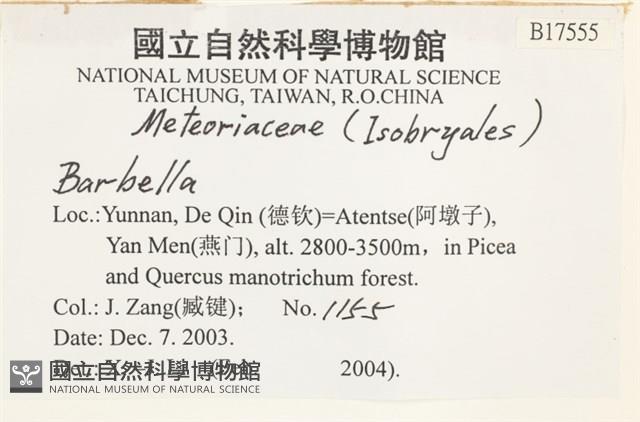 B17555
國立自然科學博物館
NATIONAL MUSEUM OF NATURAL SCIENCE
TAICHUNG, TAIWAN, R.O.CHINA
Meteoriaceae (Isobryales)
Barbella
Loc.:Yunnan, De Qin (德钦)=Atentse(阿墩子),
Yan Men(燕门), alt. 2800-3500m，in Picea
and Quercus manotrichum forest.
Col.: J. Zang(臧键); No. 1155
Date: Dec. 7. 2003.
2004).
國立自然科學博物館
NATIONAL MUSEUM OF NATURAL SCIENCE